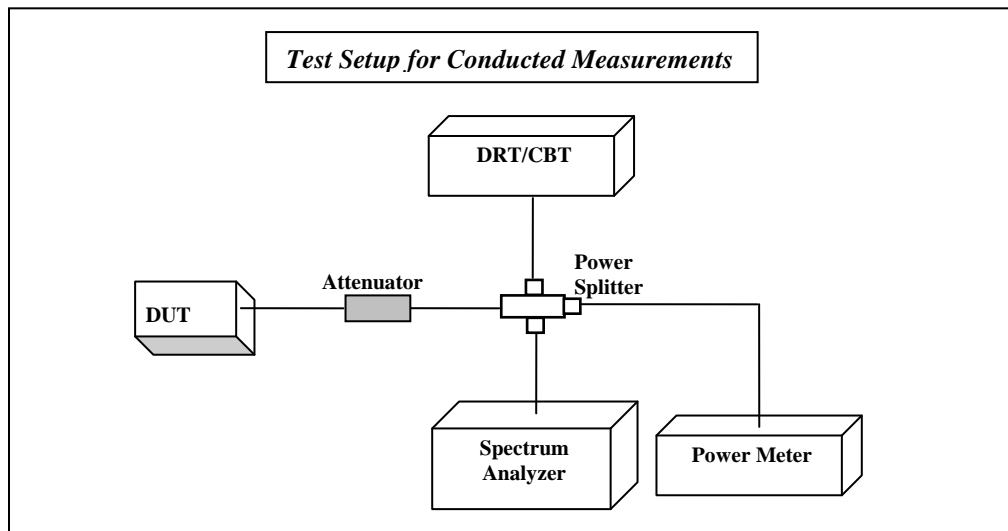 Test Setup for Conducted Measurements
DRT/CBT
Power
Splitter
Attenuator
DUT
Spectrum
Analyzer
Power Meter